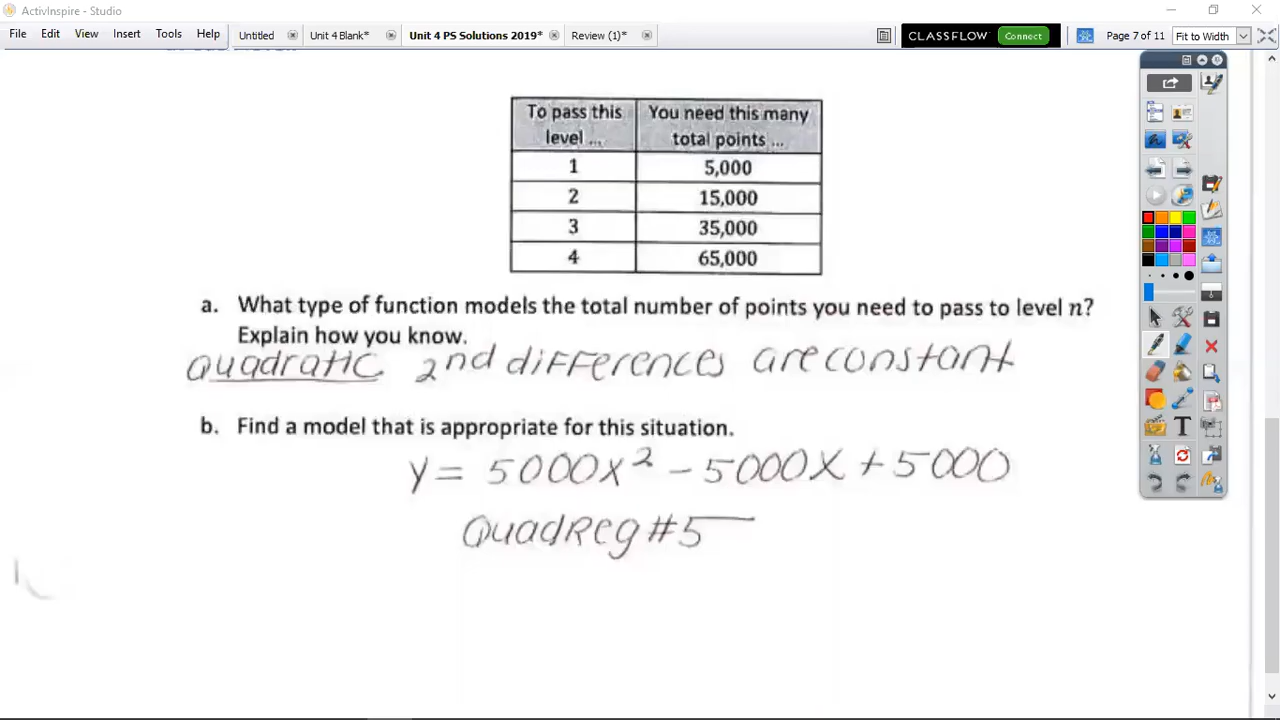 ActivInspire - Studio
File Edit View Insert Tools Help
Untitled Unit 4 Blank* Unit 4 PS Solutions 2019* Review (1)*
CLASSFLOW Connect
Page 7 of 11 Fit to Width
To pass this level ... You need this many total points ...
1 5,000
2 15,000
3 35,000
4 65,000
a. What type of function models the total number of points you need to pass to level n?
Explain how you know.
quadratic 2nd differences are constant
b. Find a model that is appropriate for this situation.
y = 5000x² - 5000x + 5000
QuadReg #5